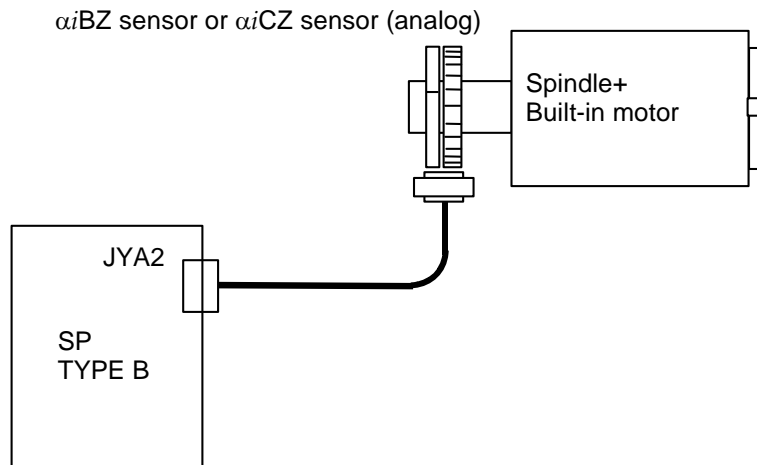 αiBZ sensor or αiCZ sensor (analog)
Spindle+
Built-in motor
JYA2
SP
TYPE B